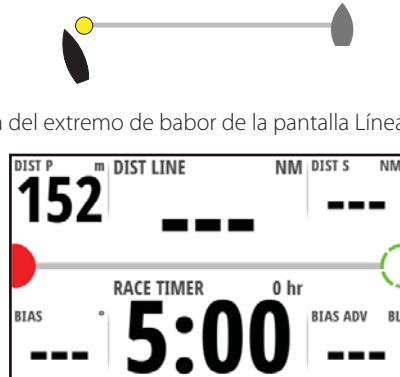 del extremo de babor de la pantalla Línea
DIST P m DIST LINE NM DIST S NM
152 --- ---
RACE TIMER 0 hr
BIAS ° BIAS ADV BL
--- 5:00 ---